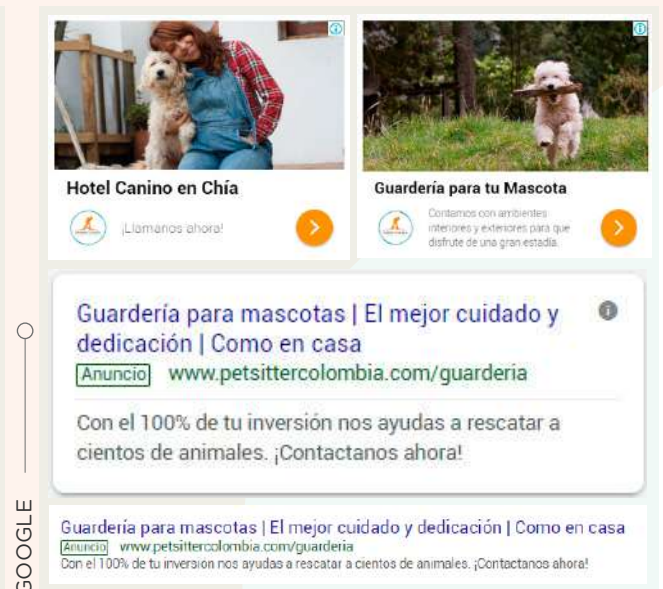 Hotel Canino en Chía
¡Llamanos ahora!
Guardería para tu Mascota
Contamos con ambientes
interiores y exteriores para que
disfrute de una gran estadía.
Guardería para mascotas | El mejor cuidado y
dedicación | Como en casa
Anuncio www.petsittercolombia.com/guarderia
Con el 100% de tu inversión nos ayudas a rescatar a
cientos de animales. ¡Contactanos ahora!
GOOGLE
Guardería para mascotas | El mejor cuidado y dedicación | Como en casa
Anuncio www.petsittercolombia.com/guarderia
Con el 100% de tu inversión nos ayudas a rescatar a cientos de animales. ¡Contactanos ahora!